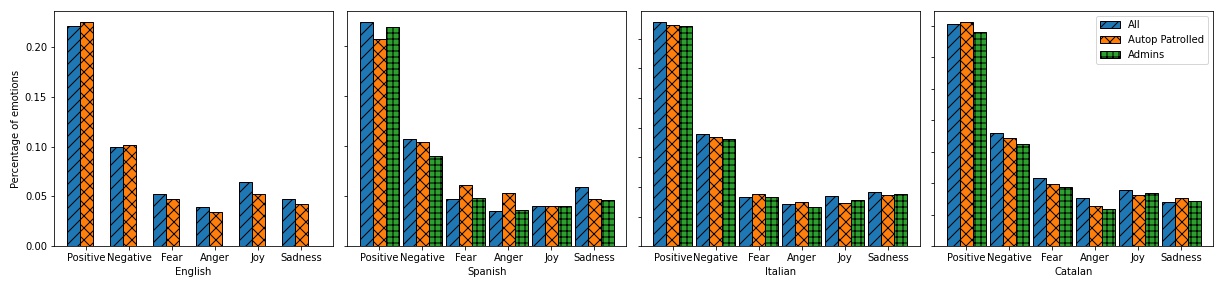 Percentage of emotions
0.20
0.15
0.10
0.05
0.00
Positive Negative Fear Anger Joy Sadness
English
Positive Negative Fear Anger Joy Sadness
Spanish
Positive Negative Fear Anger Joy Sadness
Italian
All
Autop Patrolled
Admins
Positive Negative Fear Anger Joy Sadness
Catalan